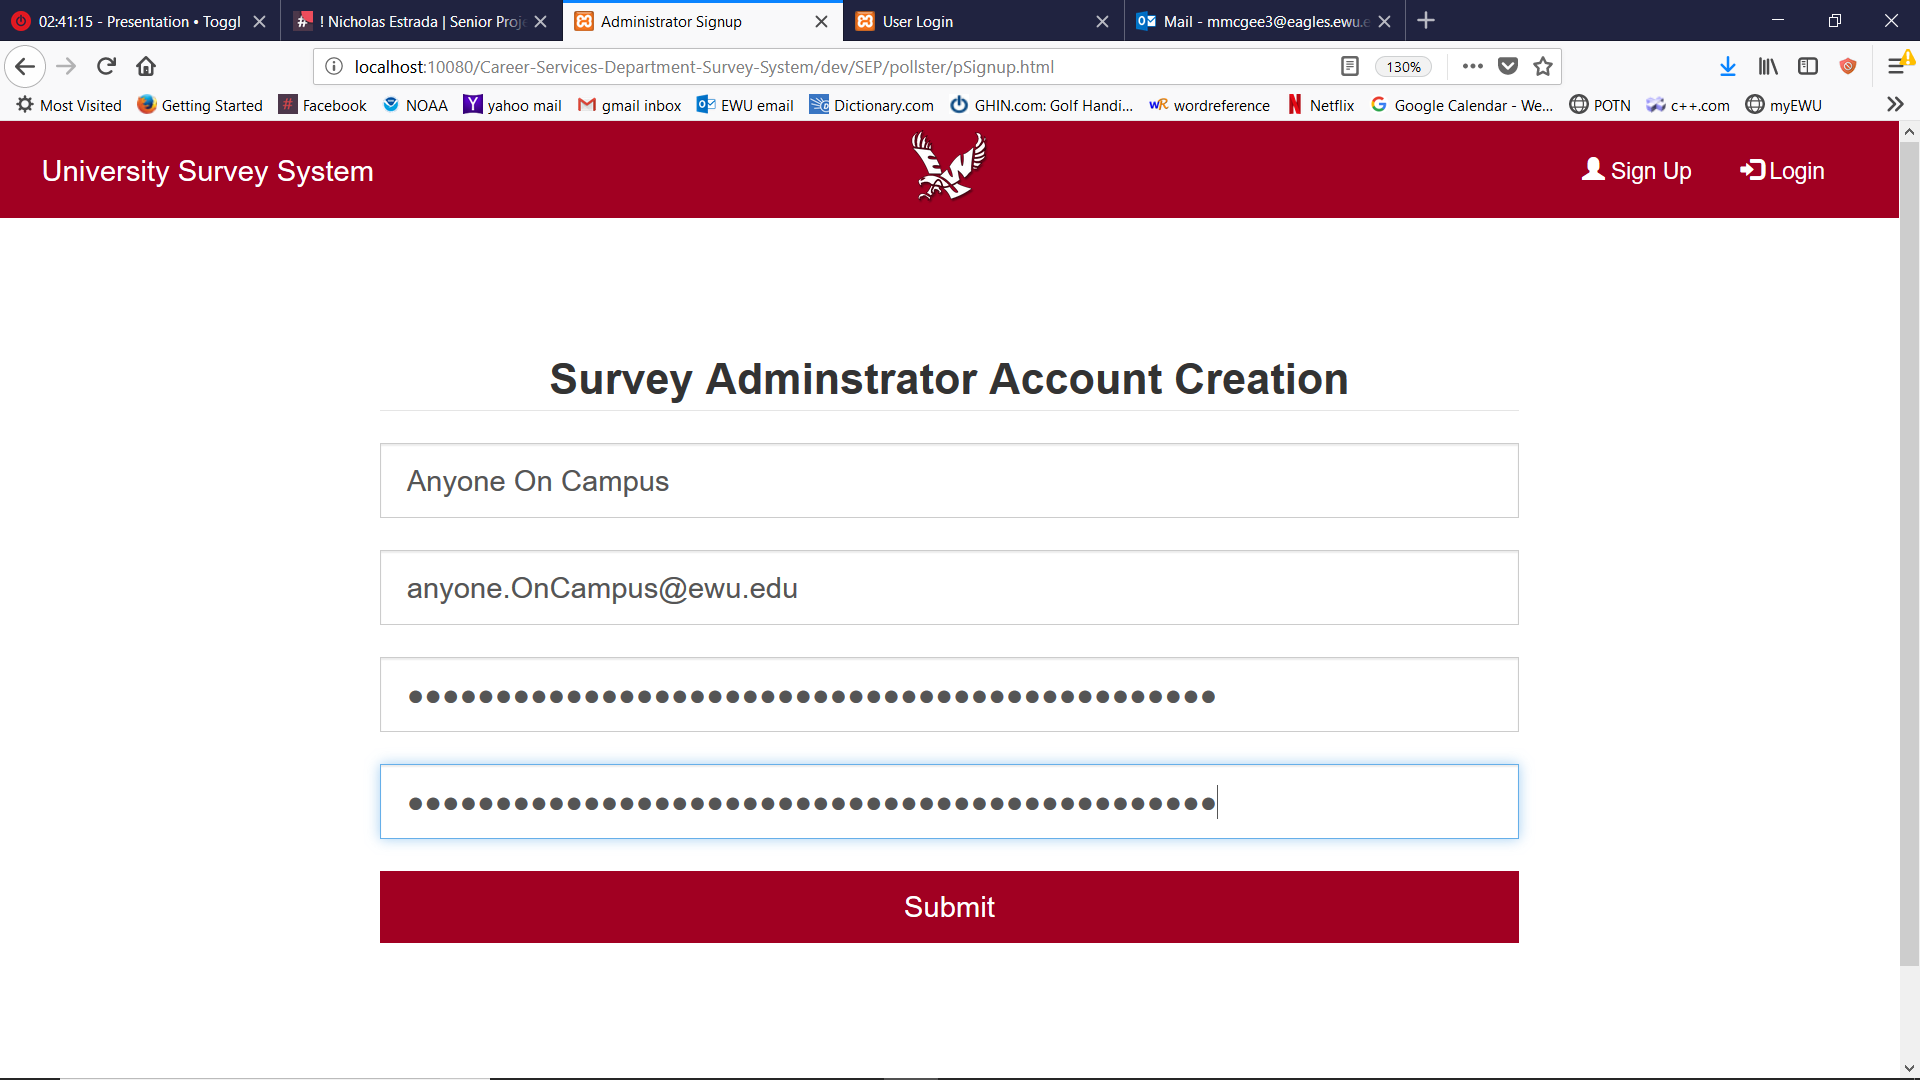 02:41:15 - Presentation • Toggl
! Nicholas Estrada | Senior Proj
Administrator Signup
User Login
Mail - mmcgee3@eagles.ewu.e
localhost:10080/Career-Services-Department-Survey-System/dev/SEP/pollster/pSignup.html
130%
Most Visited Getting Started Facebook NOAA yahoo mail gmail inbox EWU email Dictionary.com GHIN.com: Golf Handi... wordreference Netflix Google Calendar - We... POTN c++.com myEWU
University Survey System
Sign Up
Login
Survey Adminstrator Account Creation
Anyone On Campus
anyone.OnCampus@ewu.edu
Submit